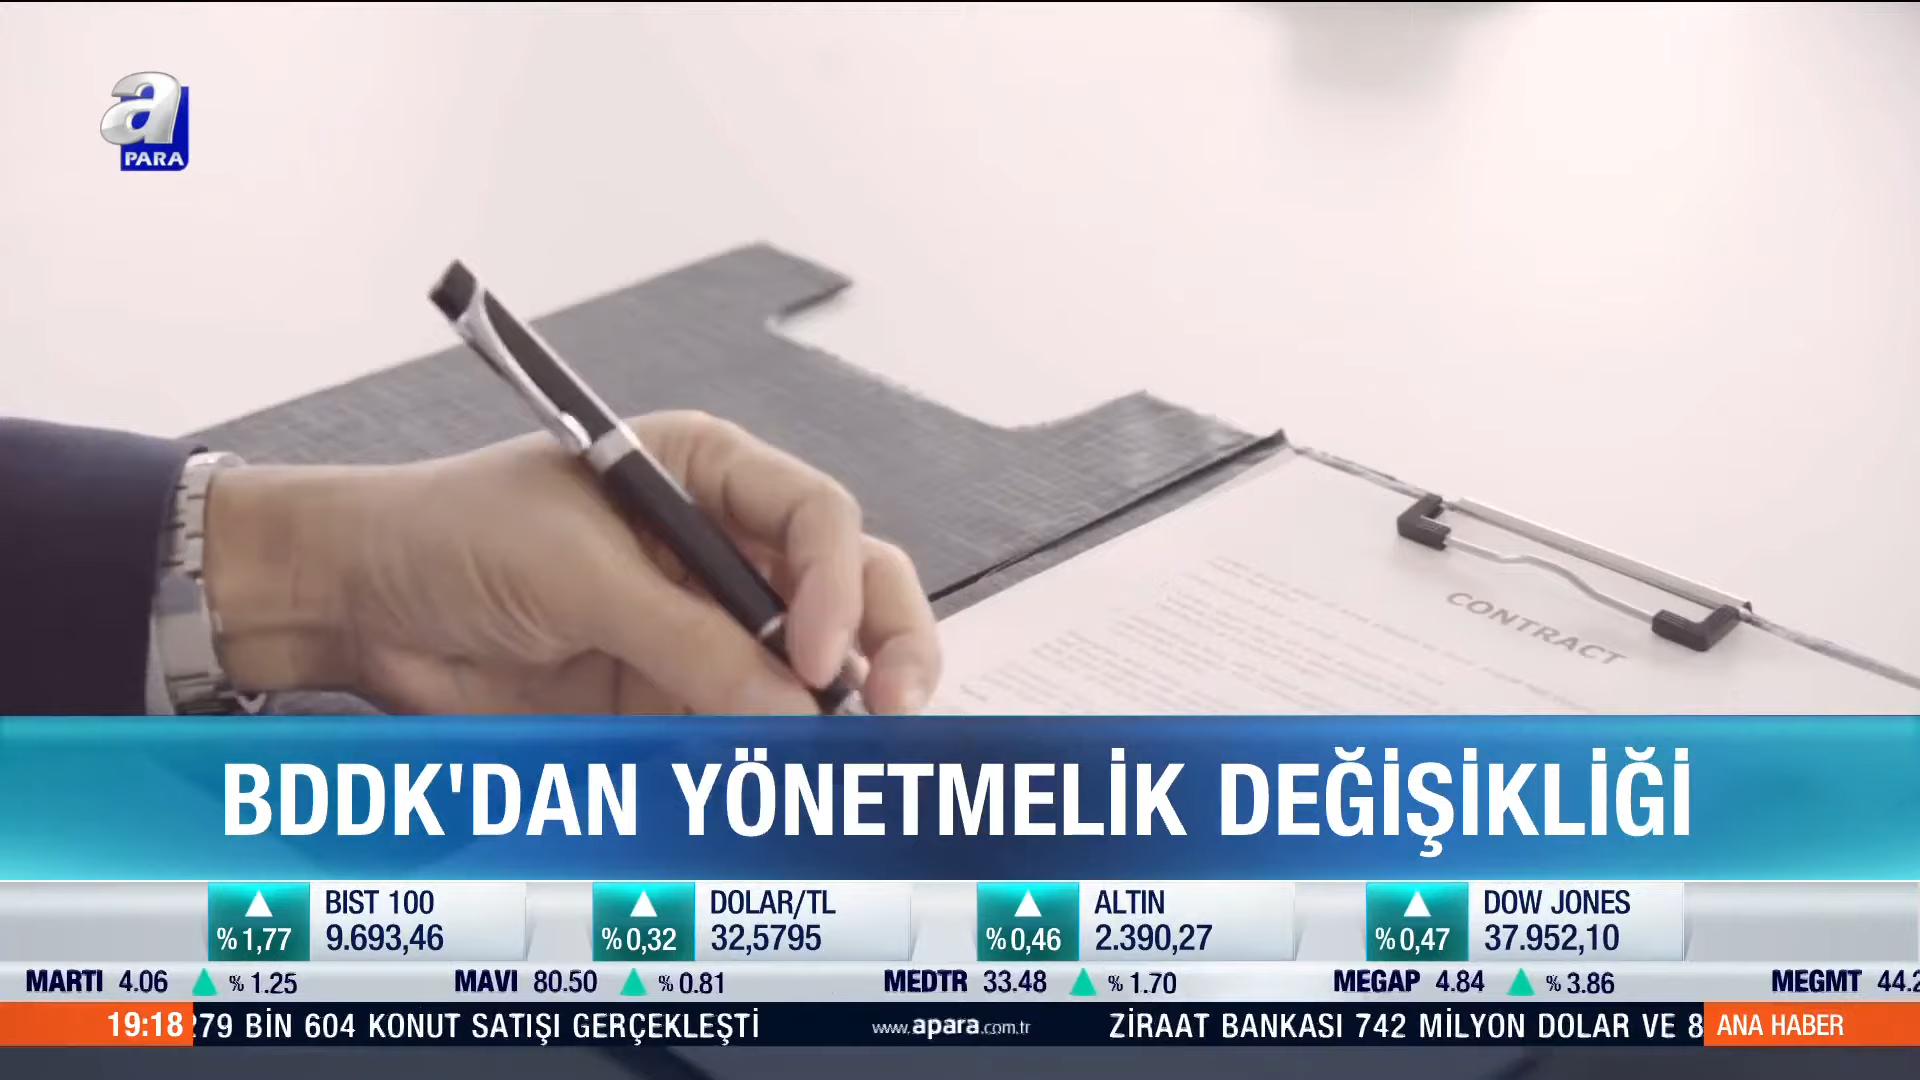 a
PARA
CONTRACT
BDDK'DAN YÖNETMELİK DEĞİŞİKLİĞİ
%1,77 BIST 100 9.693,46
%0,32 DOLAR/TL 32,5795
%0,46 ALTIN 2.390,27
%0,47 DOW JONES 37.952,10
MARTI 4.06 % 1.25 MAVI 80.50 % 0.81 MEDTR 33.48 % 1.70 MEGAP 4.84 % 3.86 MEGMT 44.2
19:18 279 BİN 604 KONUT SATIŞI GERÇEKLEŞTİ www.apara.com.tr ZİRAAT BANKASI 742 MİLYON DOLAR VE 8 ANA HABER